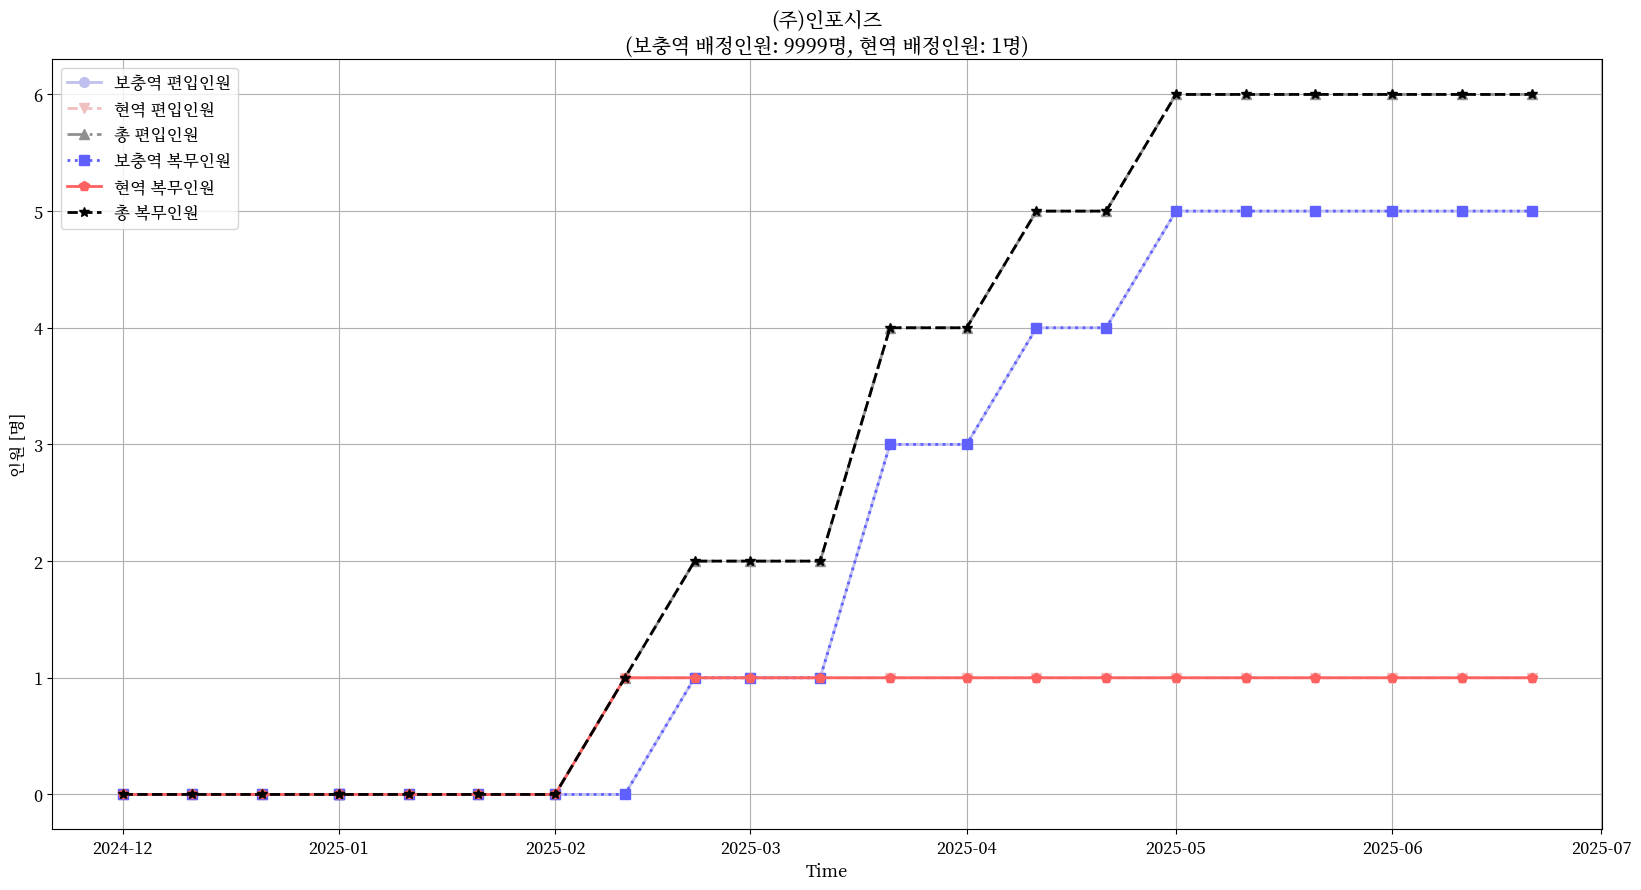 (주)인포시즈
(보충역 배정인원: 9999명, 현역 배정인원: 1명)
보충역 편입인원
현역 편입인원
총 편입인원
보충역 복무인원
현역 복무인원
총 복무인원
인원 [명]
6
5
4
3
2
1
0
2024-12
2025-01
2025-02
2025-03
2025-04
2025-05
2025-06
2025-07
Time